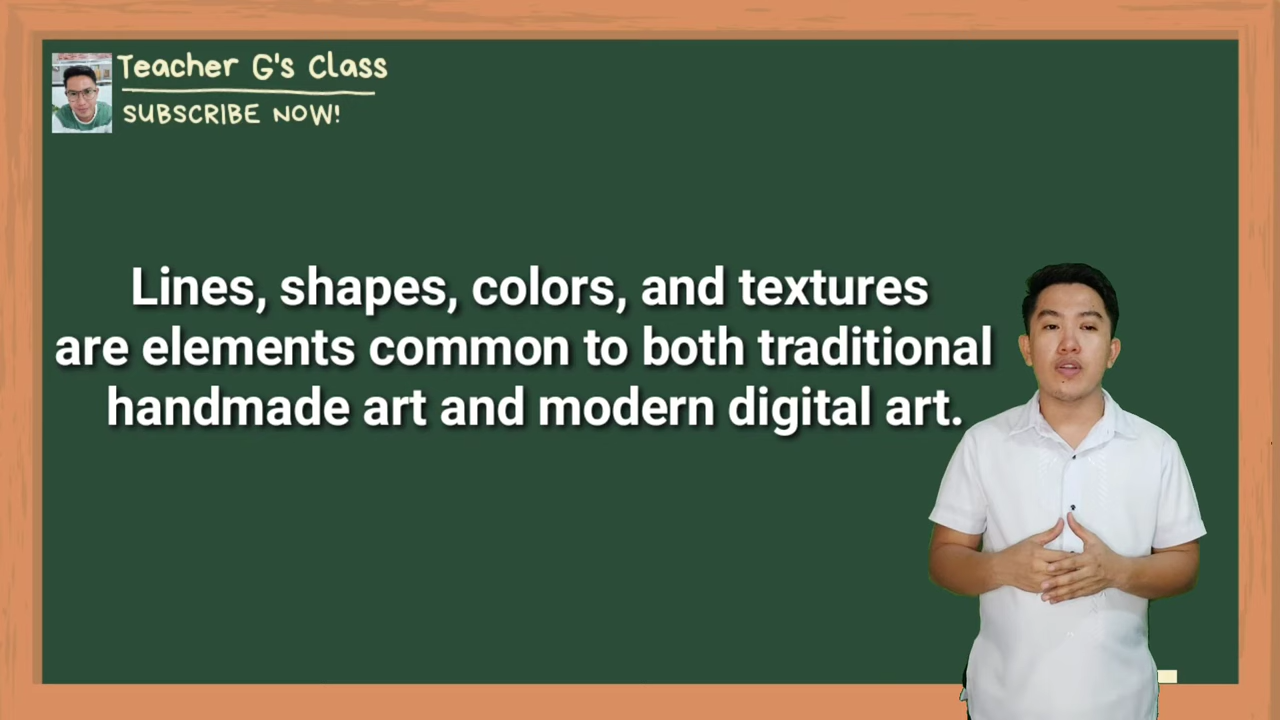 Teacher G's Class
SUBSCRIBE NOW!
Lines, shapes, colors, and textures
are elements common to both traditional
handmade art and modern digital art.